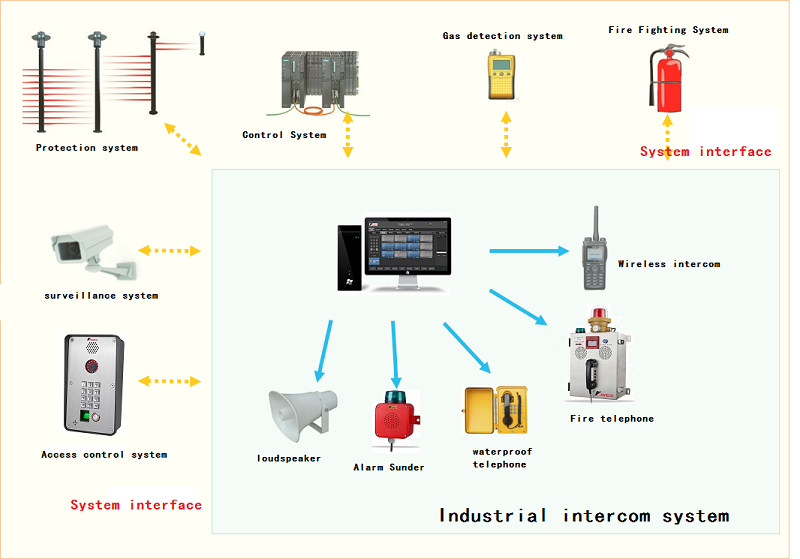 Fire Fighting System
Gas detection system
Control System
Protection system
System interface
surveillance system
Wireless intercom
Fire telephone
Access control system
loudspeaker
Alarm Sunder
waterproof
telephone
System interface
Industrial intercom system